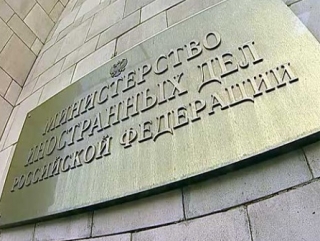 МИНИСТЕРСТВО
ИНОСТРАННЫХ ДЕЛ
РОССИЙСКОЙ ФЕДЕРАЦИИ